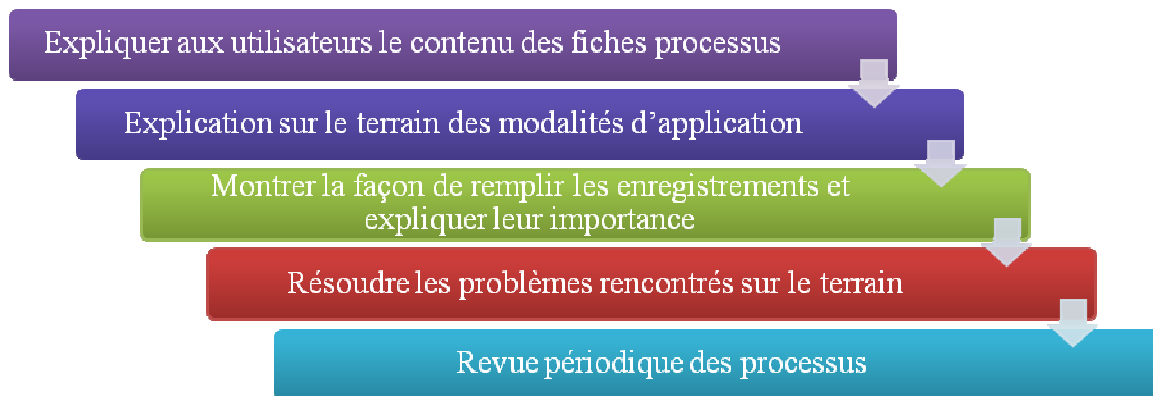 Expliquer aux utilisateurs le contenu des fiches processus
Explication sur le terrain des modalités d’application
Montrer la façon de remplir les enregistrements et
expliquer leur importance
Résoudre les problèmes rencontrés sur le terrain
Revue périodique des processus